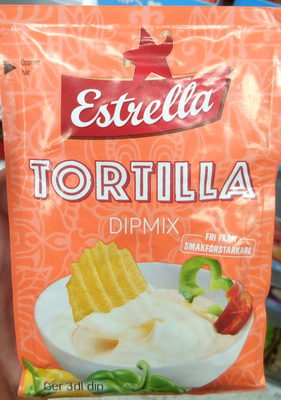 Öppnas
här
Estrella
TORTILLA
DIPMIX
FRI FRÅN
SMAKFÖRSTÄRKARE
Ger 3dl dip